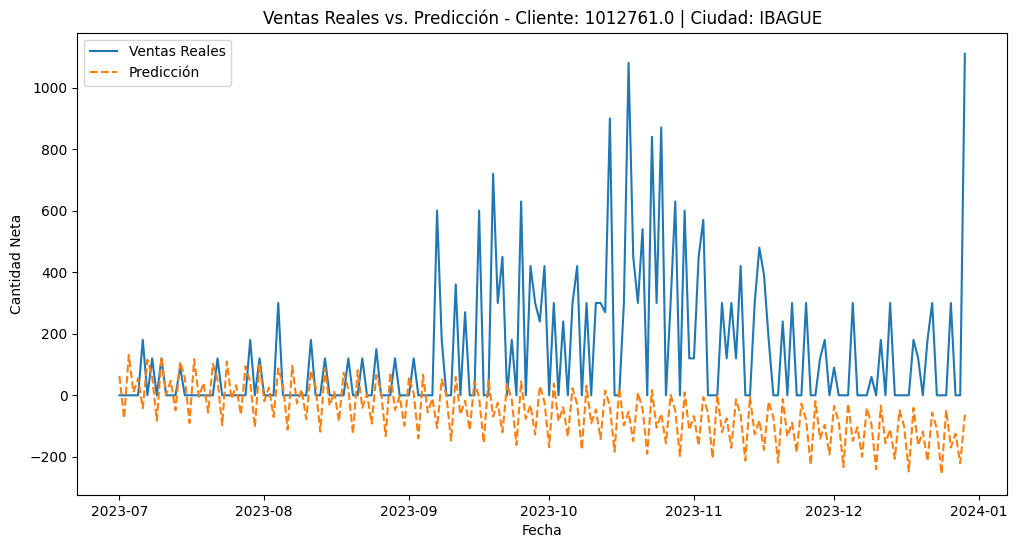 Ventas Reales vs. Predicción - Cliente: 1012761.0 | Ciudad: IBAGUE
Ventas Reales
Predicción
1000
800
600
400
200
0
−200
Cantidad Neta
2023-07 2023-08 2023-09 2023-10 2023-11 2023-12 2024-01
Fecha